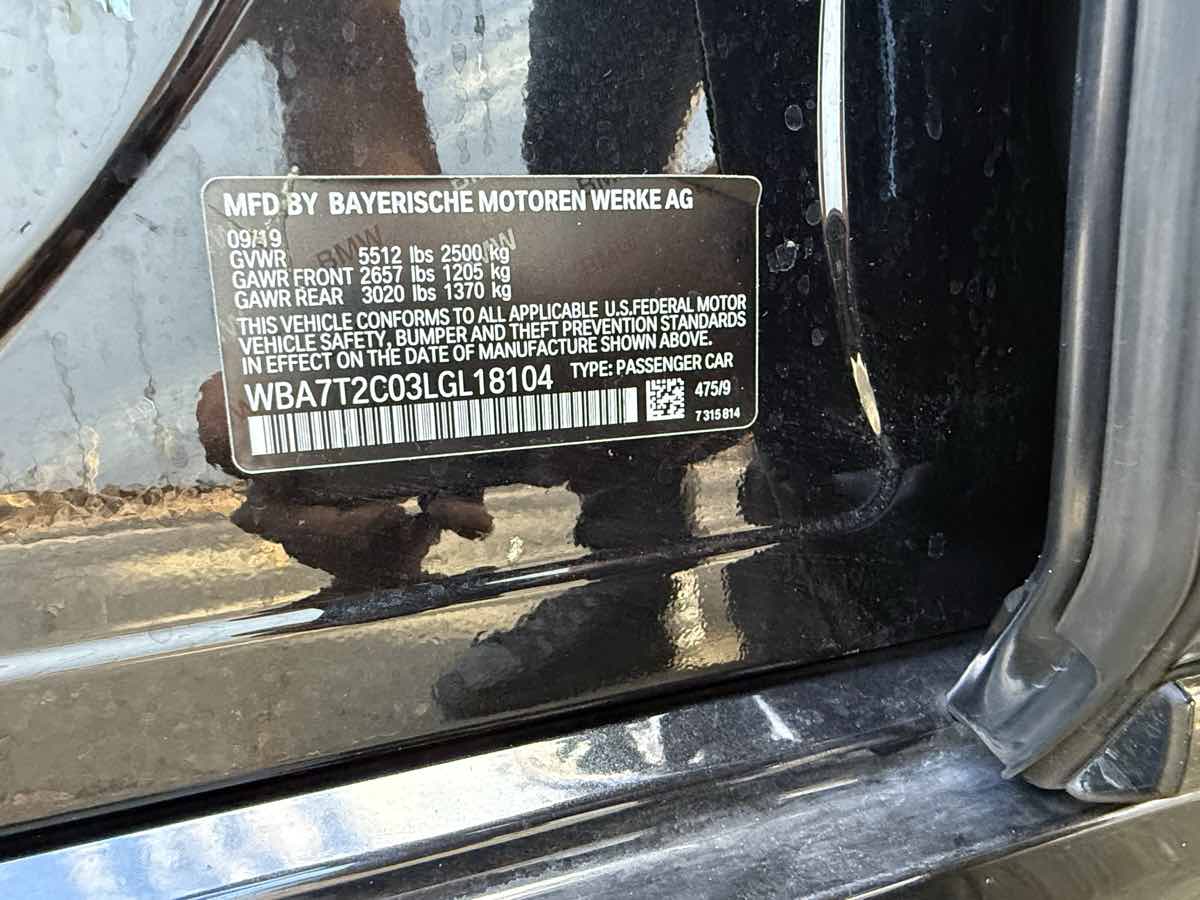 MFD BY BAYERISCHE MOTOREN WERKE AG
09/19
GVWR 5512 lbs 2500 kg
GAWR FRONT 2657 lbs 1205 kg
GAWR REAR 3020 lbs 1370 kg
THIS VEHICLE CONFORMS TO ALL APPLICABLE U.S.FEDERAL MOTOR
VEHICLE SAFETY, BUMPER AND THEFT PREVENTION STANDARDS
IN EFFECT ON THE DATE OF MANUFACTURE SHOWN ABOVE.
WBA7T2C03LGL18104 TYPE: PASSENGER CAR
475/9
7 315 814
BMW
BMW
BMW